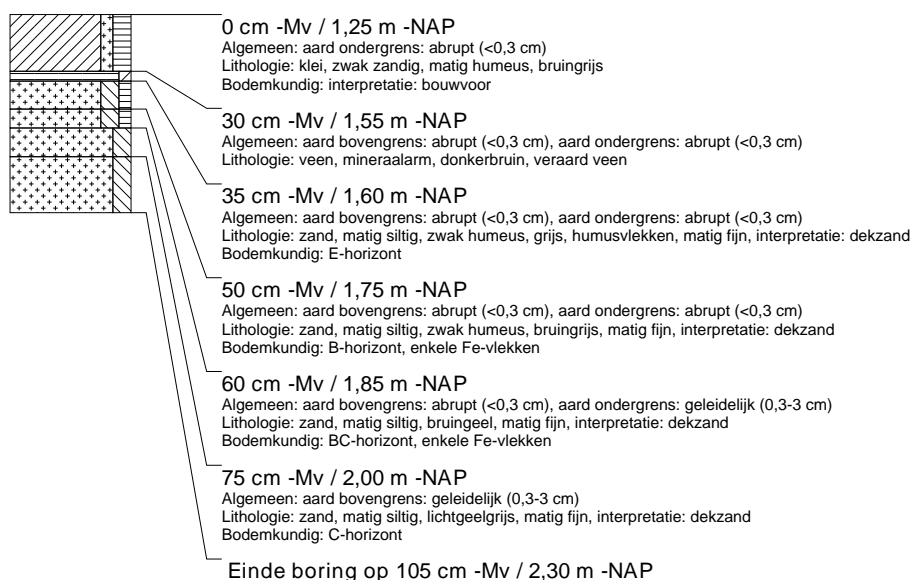 0 cm -Mv / 1,25 m -NAP
Algemeen: aard ondergrens: abrupt (<0,3 cm)
Lithologie: klei, zwak zandig, matig humeus, bruingrijs
Bodemkundig: interpretatie: bouwvoor
30 cm -Mv / 1,55 m -NAP
Algemeen: aard bovengrens: abrupt (<0,3 cm), aard ondergrens: abrupt (<0,3 cm)
Lithologie: veen, mineraalarm, donkerbruin, veraard veen
35 cm -Mv / 1,60 m -NAP
Algemeen: aard bovengrens: abrupt (<0,3 cm), aard ondergrens: abrupt (<0,3 cm)
Lithologie: zand, matig siltig, zwak humeus, grijs, humusvlekken, matig fijn, interpretatie: dekzand
Bodemkundig: E-horizont
50 cm -Mv / 1,75 m -NAP
Algemeen: aard bovengrens: abrupt (<0,3 cm), aard ondergrens: abrupt (<0,3 cm)
Lithologie: zand, matig siltig, zwak humeus, bruingrijs, matig fijn, interpretatie: dekzand
Bodemkundig: B-horizont, enkele Fe-vlekken
60 cm -Mv / 1,85 m -NAP
Algemeen: aard bovengrens: abrupt (<0,3 cm), aard ondergrens: geleidelijk (0,3-3 cm)
Lithologie: zand, matig siltig, bruingeel, matig fijn, interpretatie: dekzand
Bodemkundig: BC-horizont, enkele Fe-vlekken
75 cm -Mv / 2,00 m -NAP
Algemeen: aard bovengrens: geleidelijk (0,3-3 cm)
Lithologie: zand, matig siltig, lichtgeelgrijs, matig fijn, interpretatie: dekzand
Bodemkundig: C-horizont
Einde boring op 105 cm -Mv / 2,30 m -NAP